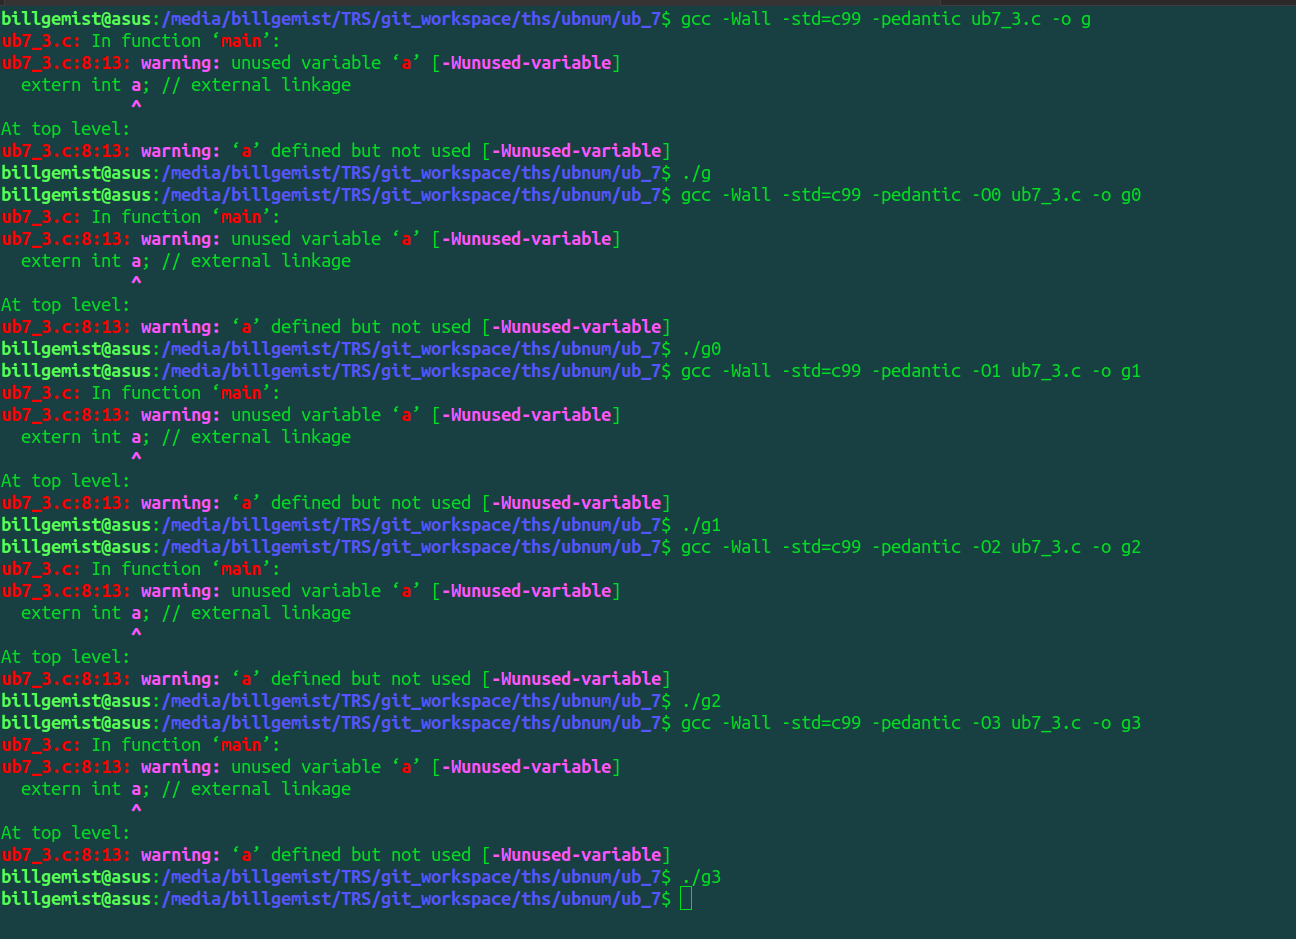 billgemist@asus:/media/billgemist/TRS/git_workspace/ths/ubnum/ub_7$ gcc -Wall -std=c99 -pedantic ub7_3.c -o g
ub7_3.c: In function ‘main’:
ub7_3.c:8:13: warning: unused variable ‘a’ [-Wunused-variable]
  extern int a; // external linkage
             ^
At top level:
ub7_3.c:8:13: warning: ‘a’ defined but not used [-Wunused-variable]
billgemist@asus:/media/billgemist/TRS/git_workspace/ths/ubnum/ub_7$ ./g
billgemist@asus:/media/billgemist/TRS/git_workspace/ths/ubnum/ub_7$ gcc -Wall -std=c99 -pedantic -O0 ub7_3.c -o g0
ub7_3.c: In function ‘main’:
ub7_3.c:8:13: warning: unused variable ‘a’ [-Wunused-variable]
  extern int a; // external linkage
             ^
At top level:
ub7_3.c:8:13: warning: ‘a’ defined but not used [-Wunused-variable]
billgemist@asus:/media/billgemist/TRS/git_workspace/ths/ubnum/ub_7$ ./g0
billgemist@asus:/media/billgemist/TRS/git_workspace/ths/ubnum/ub_7$ gcc -Wall -std=c99 -pedantic -O1 ub7_3.c -o g1
ub7_3.c: In function ‘main’:
ub7_3.c:8:13: warning: unused variable ‘a’ [-Wunused-variable]
  extern int a; // external linkage
             ^
At top level:
ub7_3.c:8:13: warning: ‘a’ defined but not used [-Wunused-variable]
billgemist@asus:/media/billgemist/TRS/git_workspace/ths/ubnum/ub_7$ ./g1
billgemist@asus:/media/billgemist/TRS/git_workspace/ths/ubnum/ub_7$ gcc -Wall -std=c99 -pedantic -O2 ub7_3.c -o g2
ub7_3.c: In function ‘main’:
ub7_3.c:8:13: warning: unused variable ‘a’ [-Wunused-variable]
  extern int a; // external linkage
             ^
At top level:
ub7_3.c:8:13: warning: ‘a’ defined but not used [-Wunused-variable]
billgemist@asus:/media/billgemist/TRS/git_workspace/ths/ubnum/ub_7$ ./g2
billgemist@asus:/media/billgemist/TRS/git_workspace/ths/ubnum/ub_7$ gcc -Wall -std=c99 -pedantic -O3 ub7_3.c -o g3
ub7_3.c: In function ‘main’:
ub7_3.c:8:13: warning: unused variable ‘a’ [-Wunused-variable]
  extern int a; // external linkage
             ^
At top level:
ub7_3.c:8:13: warning: ‘a’ defined but not used [-Wunused-variable]
billgemist@asus:/media/billgemist/TRS/git_workspace/ths/ubnum/ub_7$ ./g3
billgemist@asus:/media/billgemist/TRS/git_workspace/ths/ubnum/ub_7$